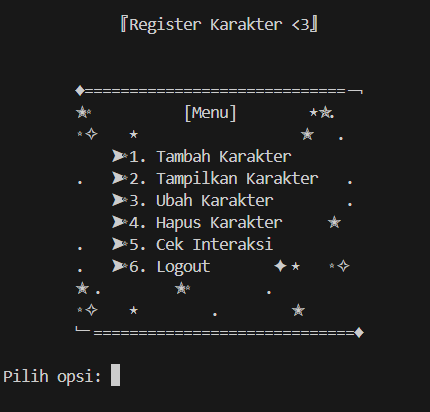 『Register Karakter <3』
[Menu]
➤1. Tambah Karakter
➤2. Tampilkan Karakter
➤3. Ubah Karakter
➤4. Hapus Karakter
➤5. Cek Interaksi
➤6. Logout
Pilih opsi: